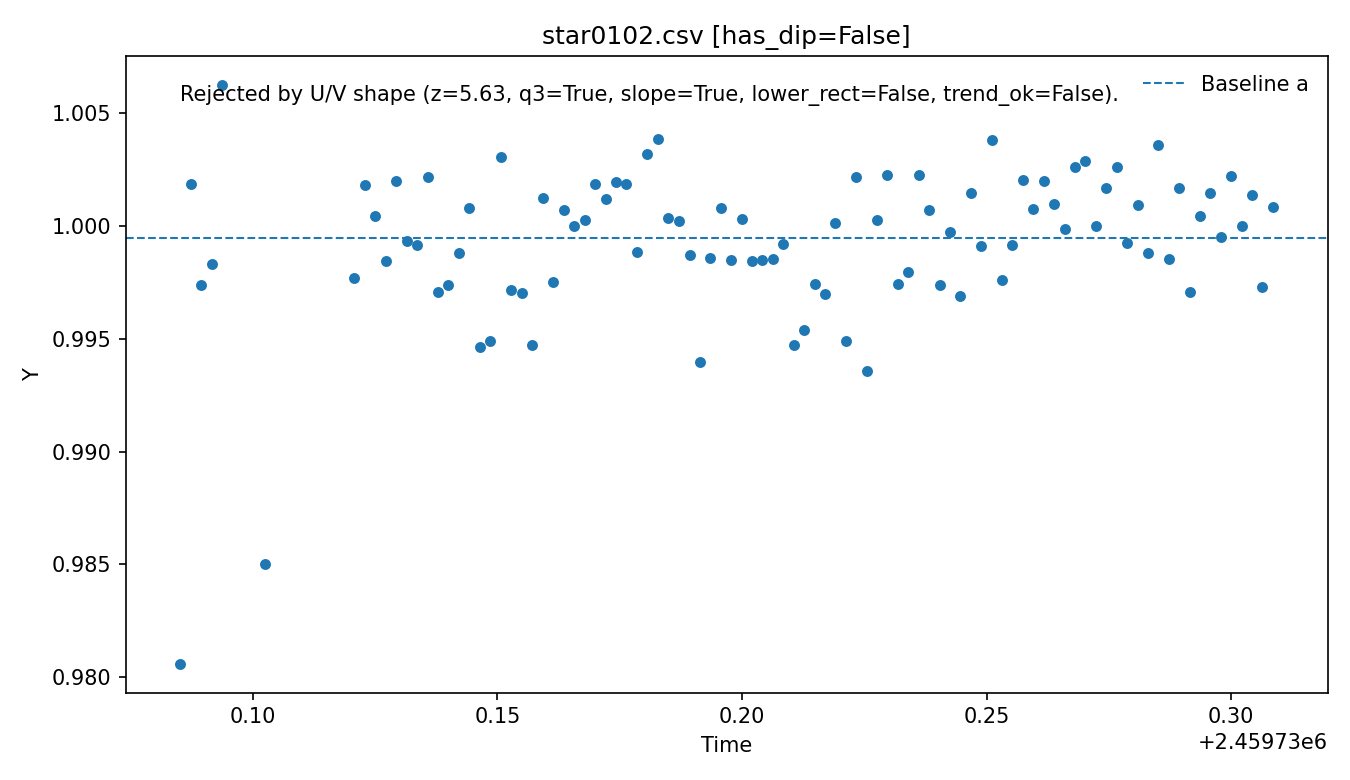 star0102.csv [has_dip=False]
Rejected by U/V shape (z=5.63, q3=True, slope=True, lower_rect=False, trend_ok=False).
Baseline a
1.005
1.000
0.995
0.990
0.985
0.980
Y
0.10
0.15
0.20
0.25
0.30
Time
+2.45973e6